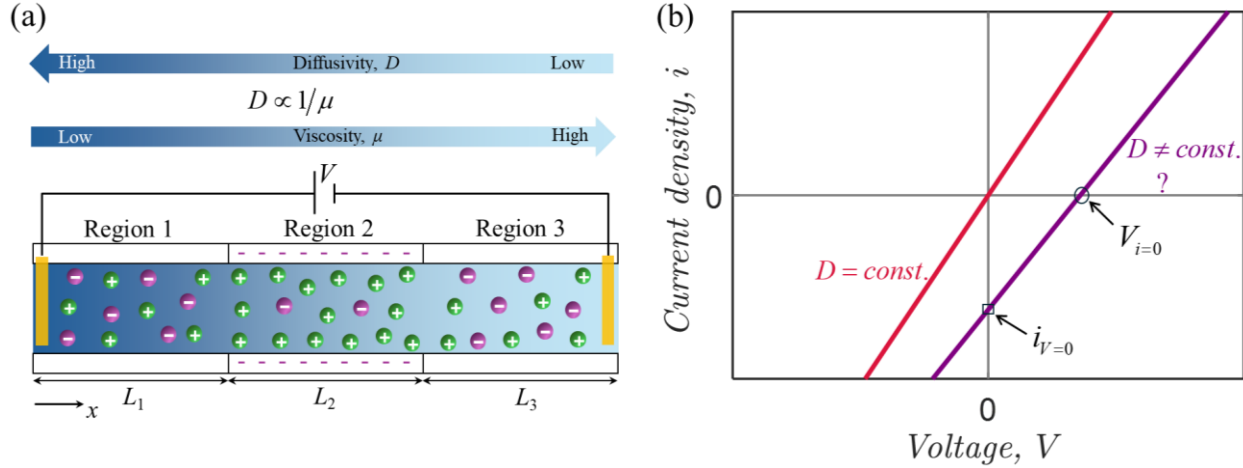 (a)
High Diffusivity, D Low
D ∝ 1/μ
Low Viscosity, μ High
V
Region 1 Region 2 Region 3
L₁ L₂ L₃
x
(b)
Current density, i
0
D = const.
D ≠ const.
?
V_{i=0}
i_{V=0}
0
Voltage, V